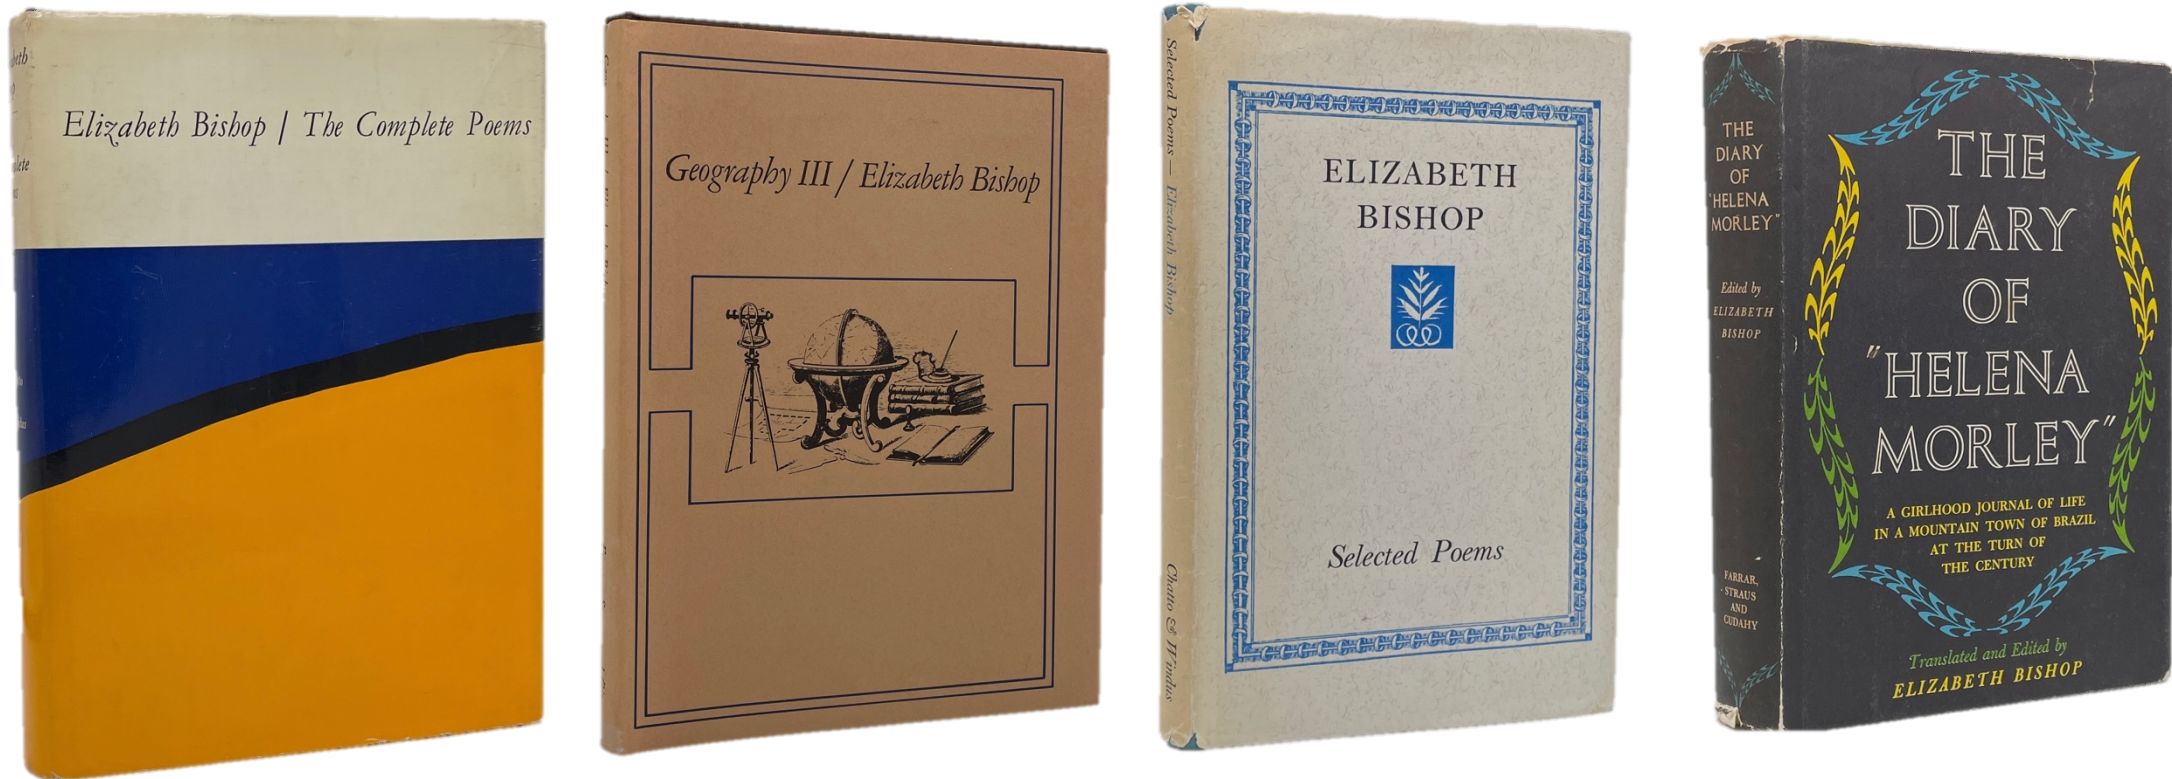 Elizabeth Bishop / The Complete Poems
Geography III / Elizabeth Bishop
Selected Poems — Elizabeth Bishop
Chatto & Windus
ELIZABETH
BISHOP
Selected Poems
THE
DIARY
OF
"HELENA
MORLEY"
Edited by
ELIZABETH
BISHOP
FARRAR,
STRAUS
AND
CUDAHY
THE
DIARY
OF
"HELENA
MORLEY"
A GIRLHOOD JOURNAL OF LIFE
IN A MOUNTAIN TOWN OF BRAZIL
AT THE TURN OF
THE CENTURY
Translated and Edited by
ELIZABETH BISHOP